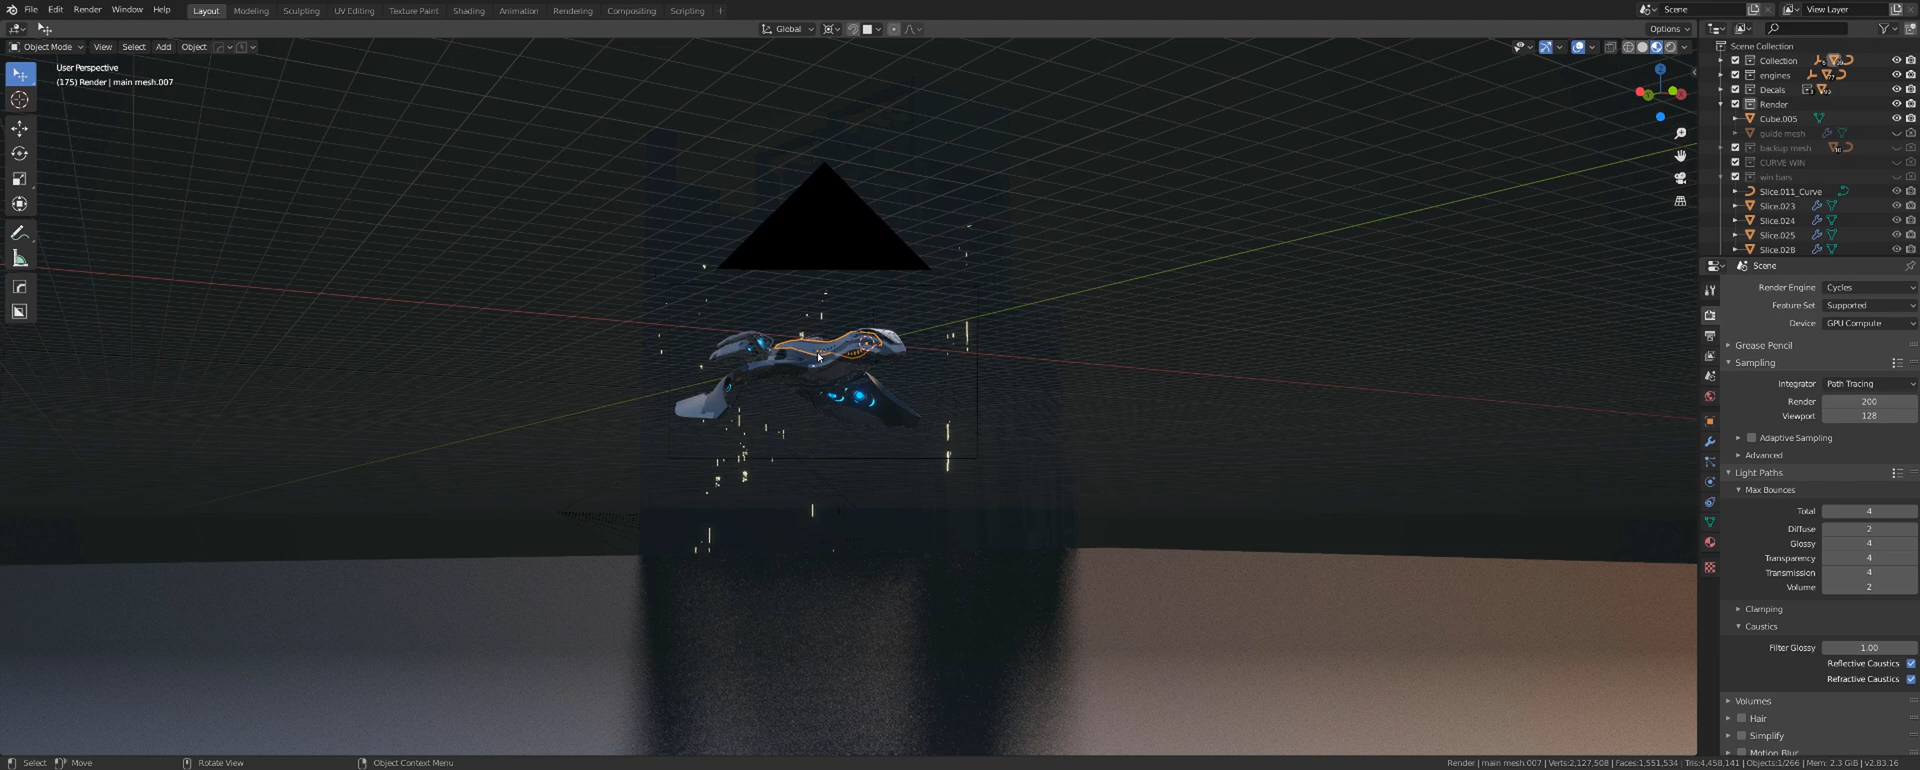 File Edit Render Window Help Layout Modeling Sculpting UV Editing Texture Paint Shading Animation Rendering Compositing Scripting + Scene View Layer
Global Options
Object Mode View Select Add Object
User Perspective
(175) Render | main mesh.007
Z
Y
Scene Collection
Collection
engines
Decals
Render
Cube.005
guide mesh
backup mesh
CURVE WIN
win bars
Slice.011_Curve
Slice.023
Slice.024
Slice.025
Slice.028
Scene
Render Engine Cycles
Feature Set Supported
Device GPU Compute
Grease Pencil
Sampling
Integrator Path Tracing
Render 200
Viewport 128
Adaptive Sampling
Advanced
Light Paths
Max Bounces
Total 4
Diffuse 2
Glossy 4
Transparency 4
Transmission 4
Volume 2
Clamping
Caustics
Filter Glossy 1.00
Reflective Caustics
Refractive Caustics
Volumes
Hair
Simplify
Motion Blur
Select Move Rotate View Object Context Menu Render | main mesh.007 | Verts:2,127,508 | Faces:1,551,534 | Tris:4,458,141 | Objects:1/266 | Mem: 2.3 GiB | v2.83.16